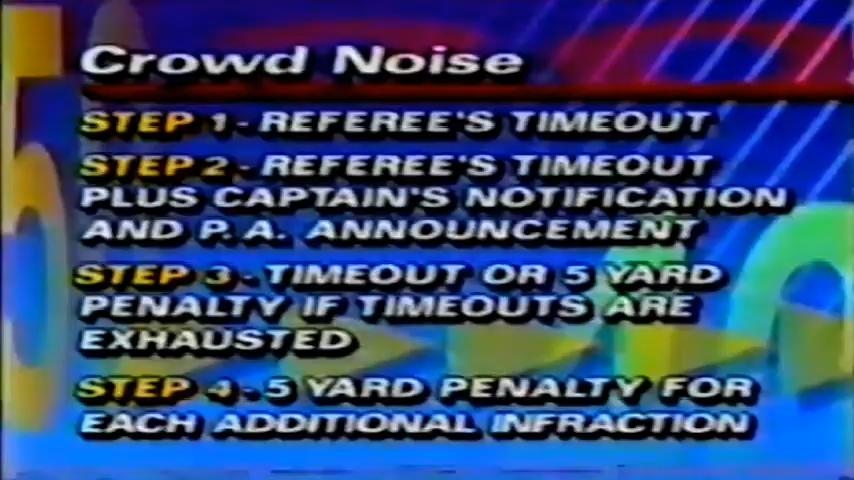 Crowd Noise
STEP 1 - REFEREE'S TIMEOUT
STEP 2 - REFEREE'S TIMEOUT
PLUS CAPTAIN'S NOTIFICATION
AND P.A. ANNOUNCEMENT
STEP 3 - TIMEOUT OR 5 YARD
PENALTY IF TIMEOUTS ARE
EXHAUSTED
STEP 4 - 5 YARD PENALTY FOR
EACH ADDITIONAL INFRACTION